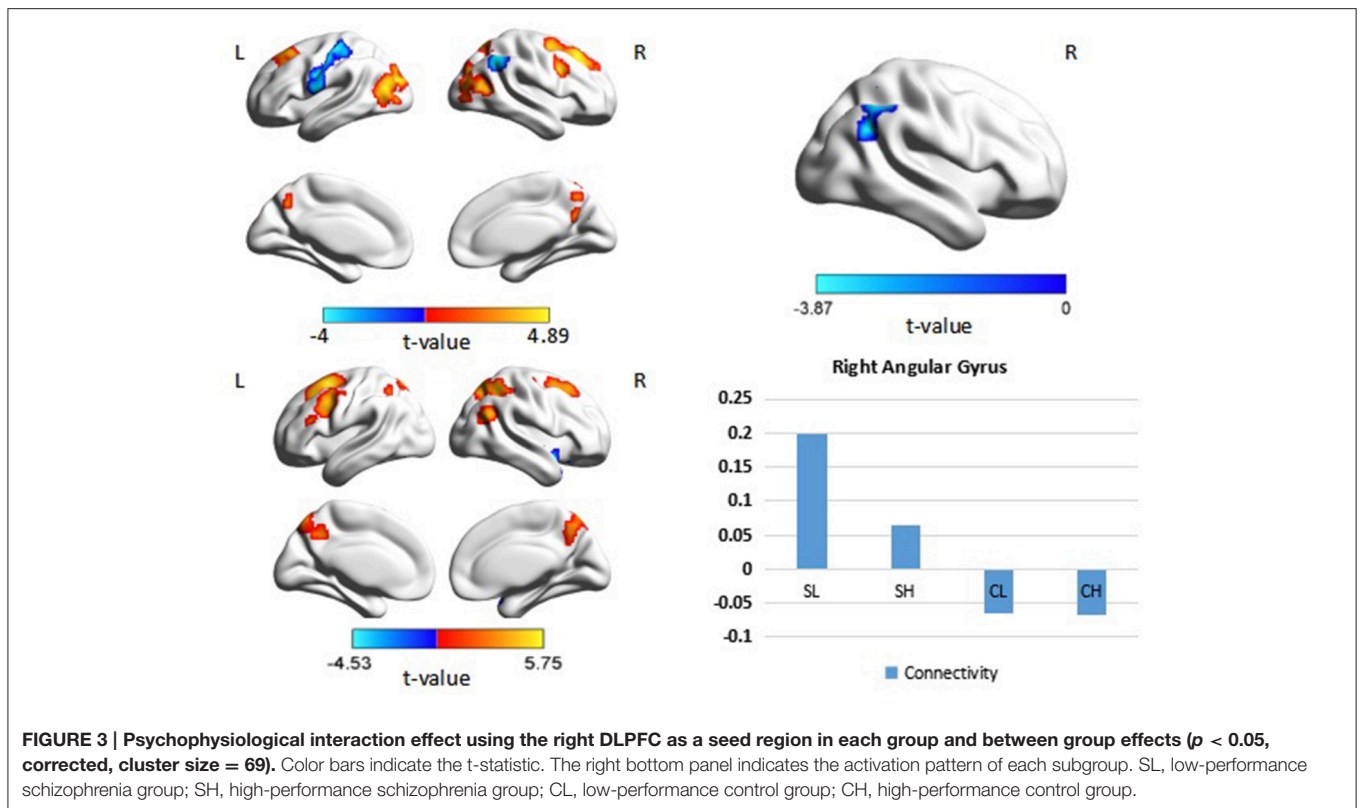 L
R
R
-4
4.89
t-value
-3.87
0
t-value
L
R
-4.53
5.75
t-value
Right Angular Gyrus
0.25
0.2
0.15
0.1
0.05
0
-0.05
-0.1
SL
SH
CL
CH
Connectivity
FIGURE 3 | Psychophysiological interaction effect using the right DLPFC as a seed region in each group and between group effects (p < 0.05,
corrected, cluster size = 69). Color bars indicate the t-statistic. The right bottom panel indicates the activation pattern of each subgroup. SL, low-performance
schizophrenia group; SH, high-performance schizophrenia group; CL, low-performance control group; CH, high-performance control group.